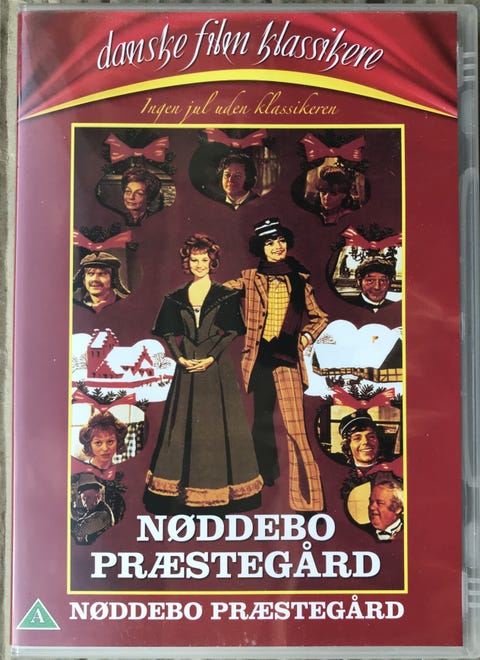 danske film klassikere
Ingen jul uden klassikeren
NØDDEBO
PRÆSTEGÅRD
A
NØDDEBO PRÆSTEGÅRD